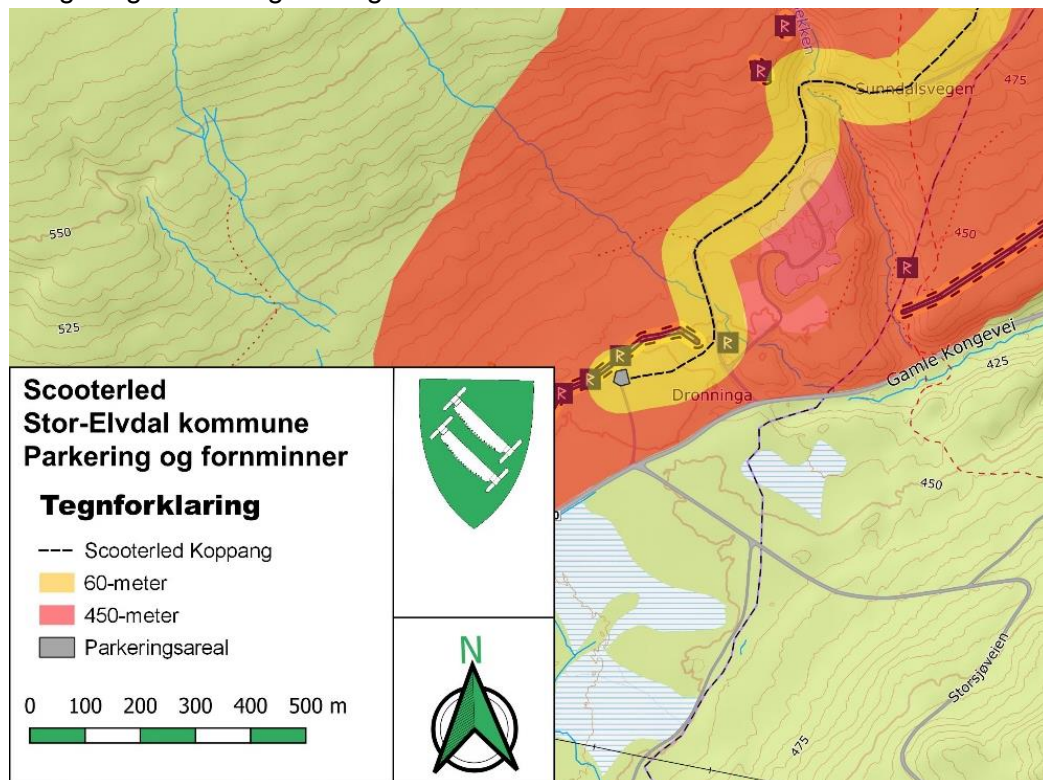 ekken
Sunndalsvegen
475
550
450
525
Gamle Kongevei
425
Dronninga
450
Storsjøveien
475
Scooterled
Stor-Elvdal kommune
Parkering og fornminner
Tegnforklaring
Scooterled Koppang
60-meter
450-meter
Parkeringsareal
0 100 200 300 400 500 m
N